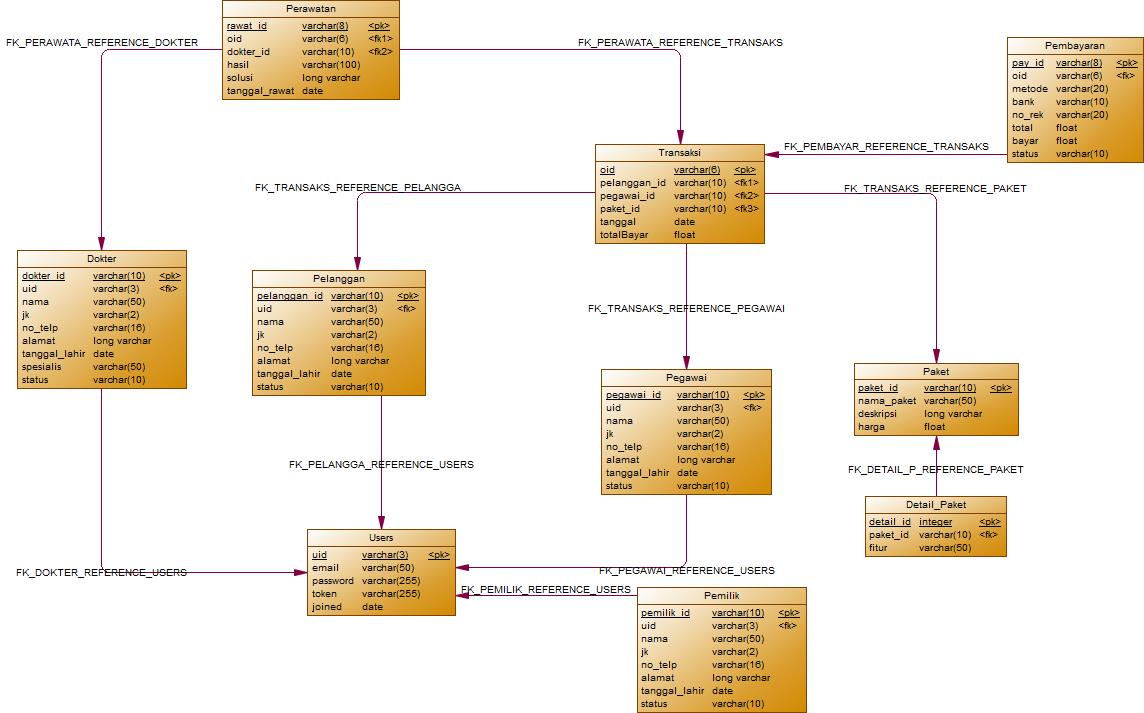 Perawatan
rawat_id varchar(8) <pk>
oid varchar(6) <fk1>
dokter_id varchar(10) <fk2>
hasil varchar(100)
solusi long varchar
tanggal_rawat date
FK_PERAWATA_REFERENCE_DOKTER
FK_PERAWATA_REFERENCE_TRANSAKS
Pembayaran
pay_id varchar(8) <pk>
oid varchar(6) <fk>
metode varchar(20)
bank varchar(10)
no_rek varchar(20)
total float
bayar float
status varchar(10)
FK_PEMBAYAR_REFERENCE_TRANSAKS
Transaksi
oid varchar(6) <pk>
pelanggan_id varchar(10) <fk1>
pegawai_id varchar(10) <fk2>
paket_id varchar(10) <fk3>
tanggal date
totalBayar float
FK_TRANSAKS_REFERENCE_PELANGGA
FK_TRANSAKS_REFERENCE_PAKET
Dokter
dokter_id varchar(10) <pk>
uid varchar(3) <fk>
nama varchar(50)
jk varchar(2)
no_telp varchar(16)
alamat long varchar
tanggal_lahir date
spesialis varchar(50)
status varchar(10)
Pelanggan
pelanggan_id varchar(10) <pk>
uid varchar(3) <fk>
nama varchar(50)
jk varchar(2)
no_telp varchar(16)
alamat long varchar
tanggal_lahir date
status varchar(10)
FK_TRANSAKS_REFERENCE_PEGAWAI
Pegawai
pegawai_id varchar(10) <pk>
uid varchar(3) <fk>
nama varchar(50)
jk varchar(2)
no_telp varchar(16)
alamat long varchar
tanggal_lahir date
status varchar(10)
Paket
paket_id varchar(10) <pk>
nama_paket varchar(50)
deskripsi long varchar
harga float
FK_PELANGGA_REFERENCE_USERS
FK_DETAIL_P_REFERENCE_PAKET
Detail_Paket
detail_id integer <pk>
paket_id varchar(10) <fk>
fitur varchar(50)
Users
uid varchar(3) <pk>
email varchar(50)
password varchar(255)
token varchar(255)
joined date
FK_DOKTER_REFERENCE_USERS
FK_PEGAWAI_REFERENCE_USERS
FK_PEMILIK_REFERENCE_USERS
Pemilik
pemilik_id varchar(10) <pk>
uid varchar(3) <fk>
nama varchar(50)
jk varchar(2)
no_telp varchar(16)
alamat long varchar
tanggal_lahir date
status varchar(10)